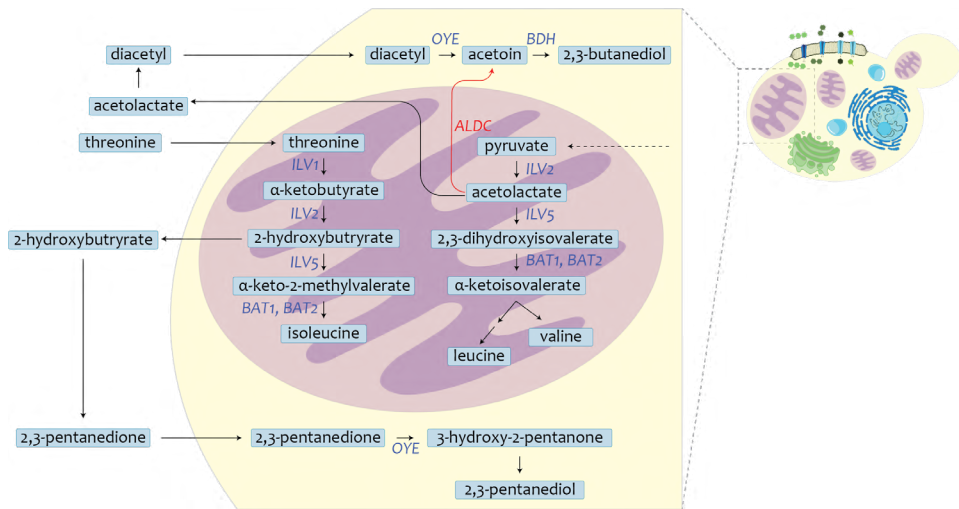 diacetyl
diacetyl
OYE
acetoin
BDH
2,3-butanediol
acetolactate
threonine
threonine
ALDC
pyruvate
ILV1
ILV2
α-ketobutyrate
acetolactate
ILV2
ILV5
2-hydroxybutryrate
2-hydroxybutryrate
2,3-dihydroxyisovalerate
ILV5
BAT1, BAT2
α-keto-2-methylvalerate
α-ketoisovalerate
BAT1, BAT2
isoleucine
valine
leucine
2,3-pentanedione
2,3-pentanedione
OYE
3-hydroxy-2-pentanone
2,3-pentanediol